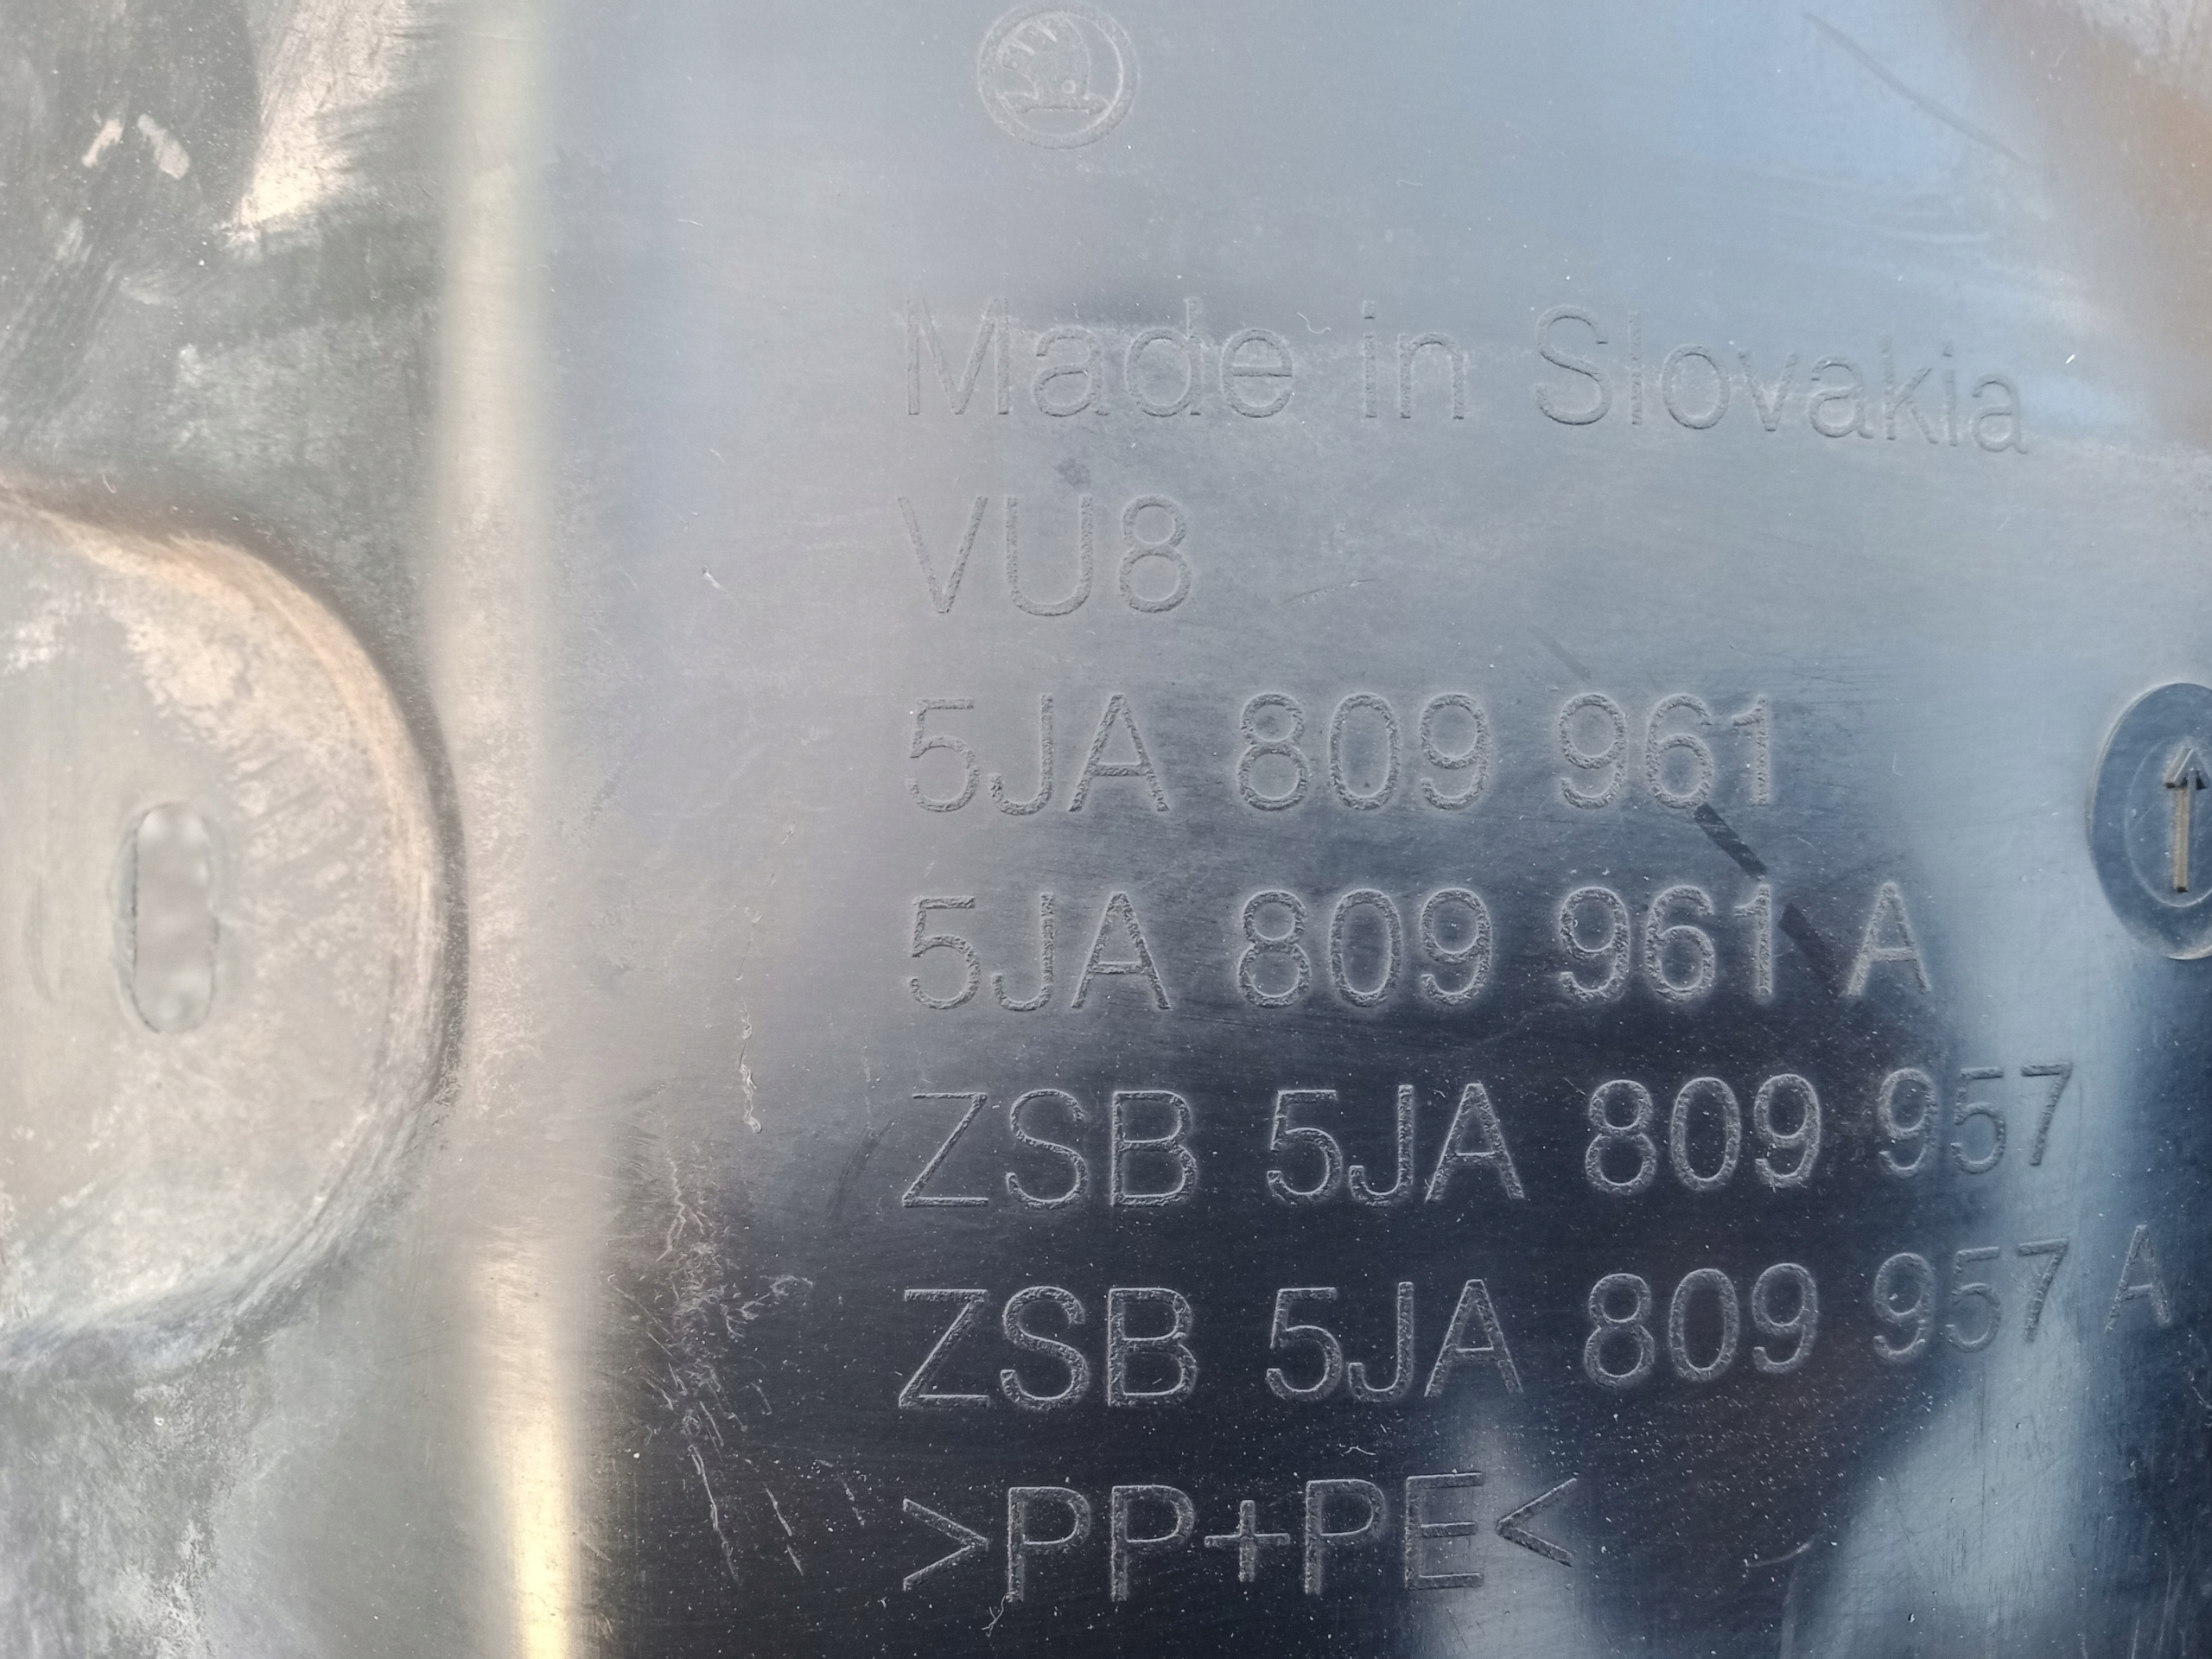 Made in Slovakia
VU8
5JA 809 961
5JA 809 961 A
ZSB 5JA 809 957
ZSB 5JA 809 957 A
>PP+PE<